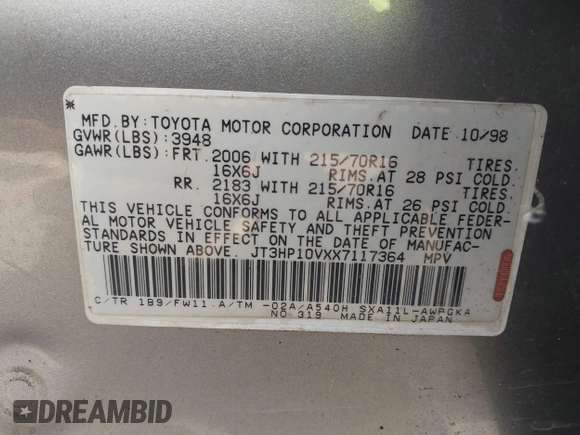 MFD.BY:TOYOTA MOTOR CORPORATION DATE 10/98
GVWR(LBS):3948
GAWR(LBS):FRT.2006 WITH 215/70R16 TIRES.
16X6J RIMS.AT 28 PSI COLD.
RR. 2183 WITH 215/70R16 TIRES.
16X6J RIMS.AT 26 PSI COLD.
THIS VEHICLE CONFORMS TO ALL APPLICABLE FEDER-
AL MOTOR VEHICLE SAFETY AND THEFT PREVENTION
STANDARDS IN EFFECT ON THE DATE OF MANUFAC-
TURE SHOWN ABOVE. JT3HP10VXX7117364 MPV
C/TR 1B9/FW11.A/TM -02A/A540H SXA11L-AWPGKA
NO.319 MADE IN JAPAN
DREAMBID